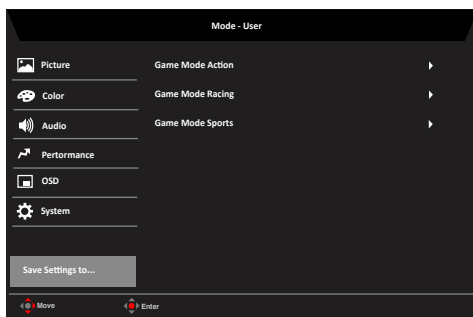 Mode - User
Picture
Game Mode Action
Color
Game Mode Racing
Audio
Game Mode Sports
Pertormance
OSD
System
Save Settings to...
Move Enter